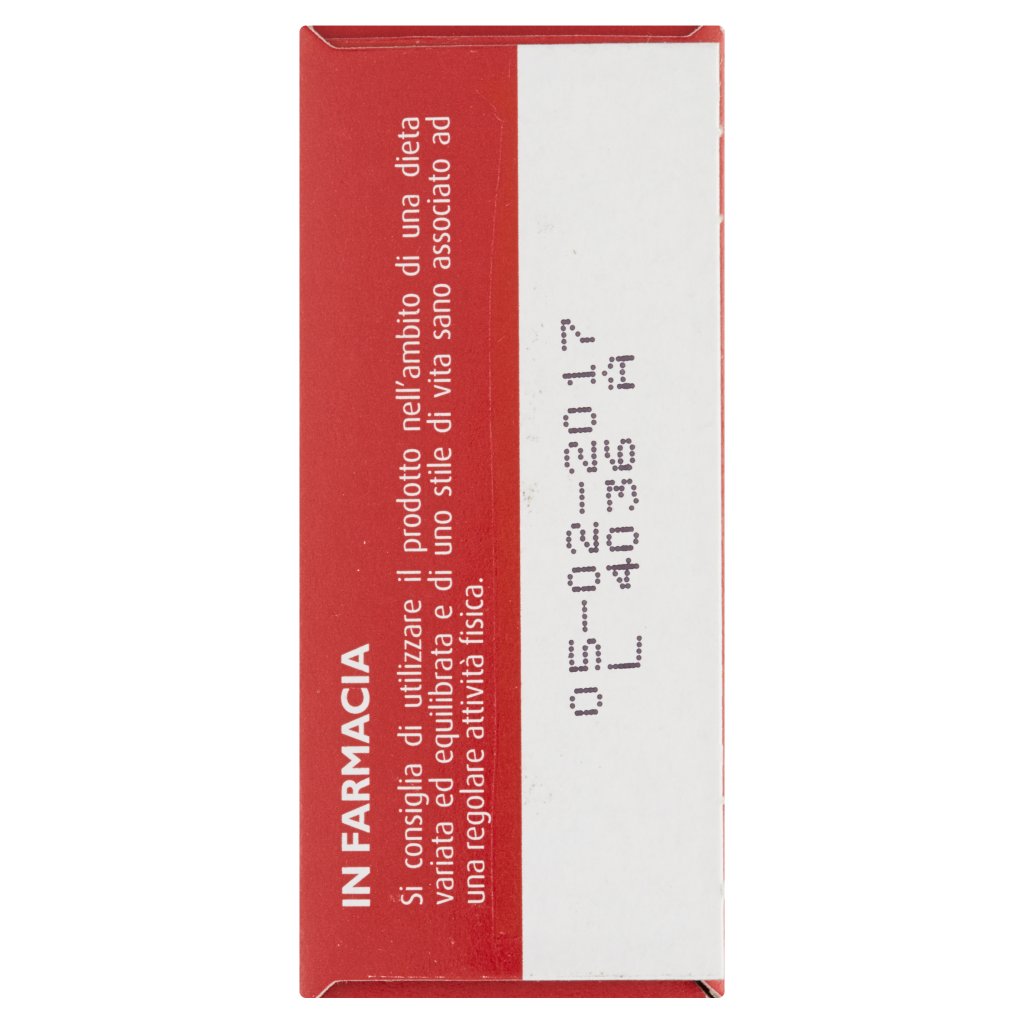 IN FARMACIA
Si consiglia di utilizzare il prodotto nell'ambito di una dieta
variata ed equilibrata e di uno stile di vita sano associato ad
una regolare attività fisica.
05-02-2017
L 4036 A